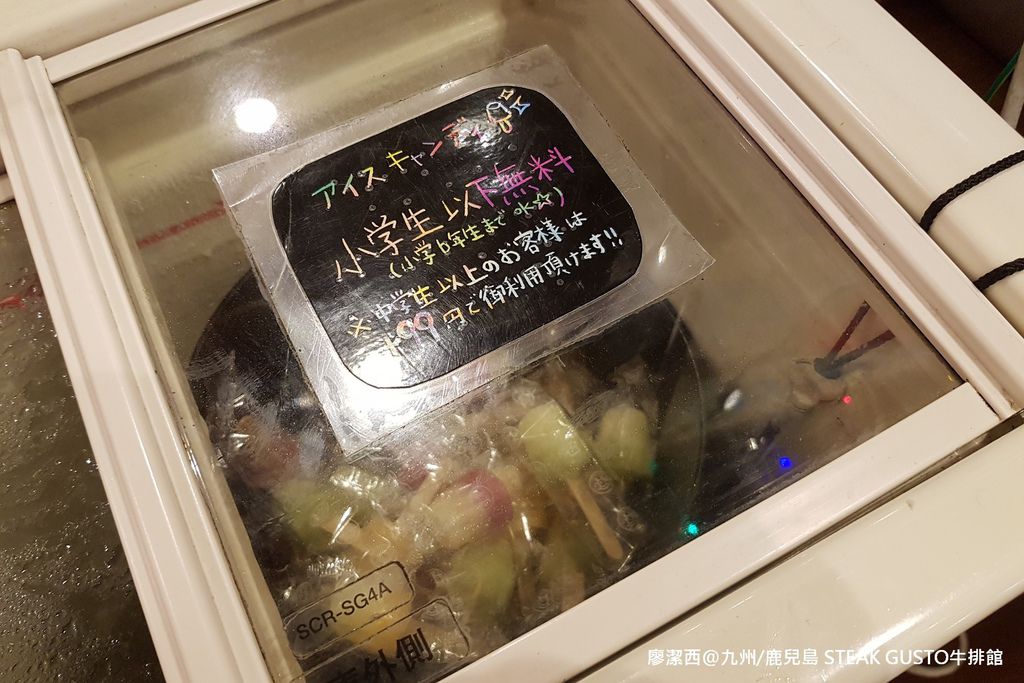 アイスキャンディ
小学生以下無料
(小学6年生まで OK☆)
※中学生以上のお客様は
100円で御利用頂けます!!
SCR-SG4A
外側
廖潔西@九州/鹿兒島 STEAK GUSTO牛排館